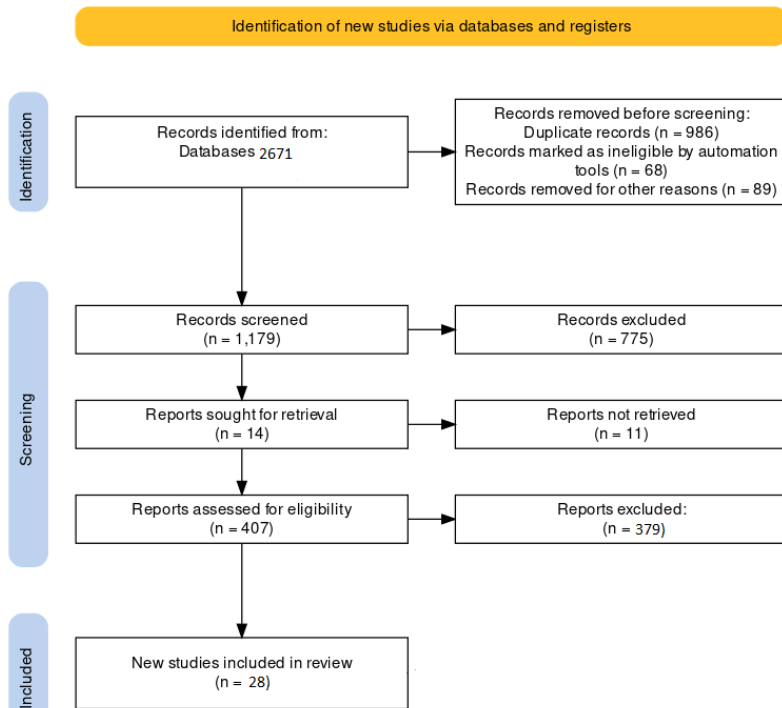 Identification of new studies via databases and registers
Identification
Records identified from:
Databases 2671
Records removed before screening:
Duplicate records (n = 986)
Records marked as ineligible by automation
tools (n = 68)
Records removed for other reasons (n = 89)
Screening
Records screened
(n = 1,179)
Records excluded
(n = 775)
Reports sought for retrieval
(n = 14)
Reports not retrieved
(n = 11)
Reports assessed for eligibility
(n = 407)
Reports excluded:
(n = 379)
Included
New studies included in review
(n = 28)